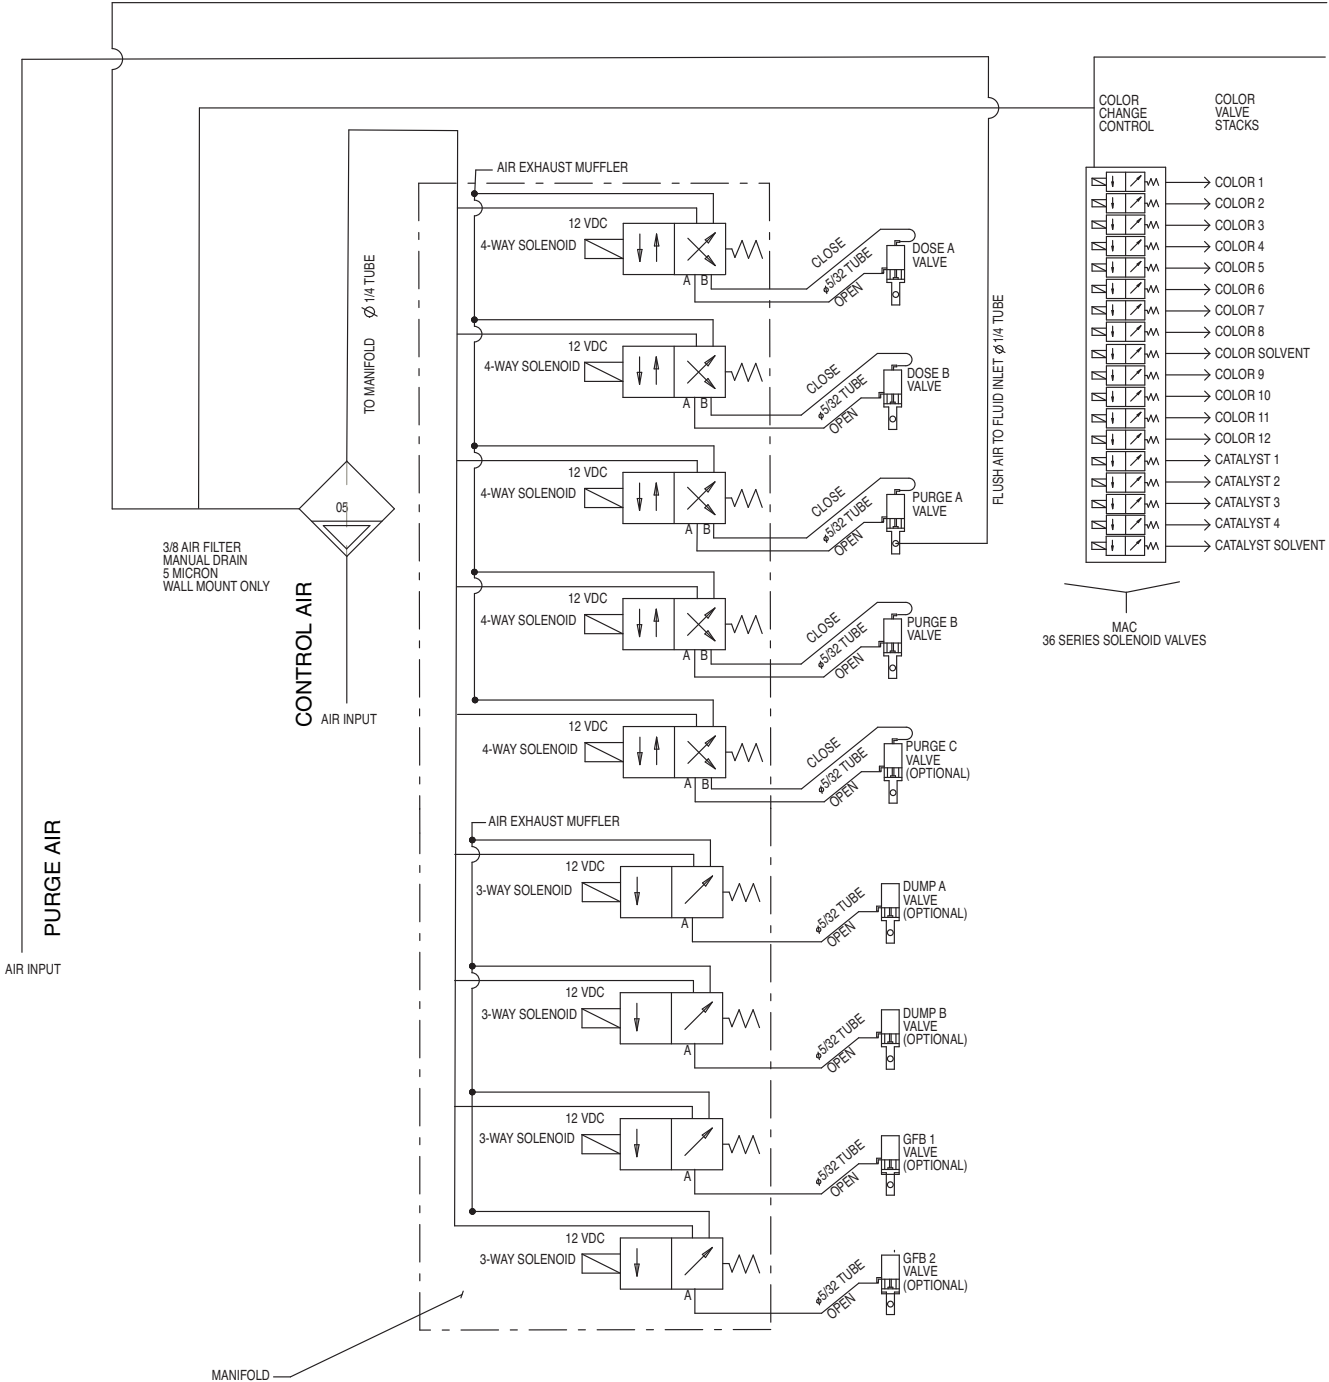 COLOR
CHANGE
CONTROL
COLOR
VALVE
STACKS
AIR EXHAUST MUFFLER
COLOR 1
COLOR 2
COLOR 3
COLOR 4
COLOR 5
COLOR 6
COLOR 7
COLOR 8
COLOR SOLVENT
COLOR 9
COLOR 10
COLOR 11
COLOR 12
CATALYST 1
CATALYST 2
CATALYST 3
CATALYST 4
CATALYST SOLVENT
MAC
36 SERIES SOLENOID VALVES
12 VDC
4-WAY SOLENOID
A B
CLOSE
ø5/32 TUBE
OPEN
DOSE A
VALVE
12 VDC
4-WAY SOLENOID
A B
CLOSE
ø5/32 TUBE
OPEN
DOSE B
VALVE
12 VDC
4-WAY SOLENOID
A B
CLOSE
ø5/32 TUBE
OPEN
PURGE A
VALVE
FLUSH AIR TO FLUID INLET ø 1/4 TUBE
12 VDC
4-WAY SOLENOID
A B
CLOSE
ø5/32 TUBE
OPEN
PURGE B
VALVE
12 VDC
4-WAY SOLENOID
A B
CLOSE
ø5/32 TUBE
OPEN
PURGE C
VALVE
(OPTIONAL)
TO MANIFOLD Ø 1/4 TUBE
05
3/8 AIR FILTER
MANUAL DRAIN
5 MICRON
WALL MOUNT ONLY
CONTROL AIR
AIR INPUT
PURGE AIR
AIR INPUT
AIR EXHAUST MUFFLER
12 VDC
3-WAY SOLENOID
A
ø5/32 TUBE
OPEN
DUMP A
VALVE
(OPTIONAL)
12 VDC
3-WAY SOLENOID
A
ø5/32 TUBE
OPEN
DUMP B
VALVE
(OPTIONAL)
12 VDC
3-WAY SOLENOID
A
ø5/32 TUBE
OPEN
GFB 1
VALVE
(OPTIONAL)
12 VDC
3-WAY SOLENOID
A
ø5/32 TUBE
OPEN
GFB 2
VALVE
(OPTIONAL)
MANIFOLD